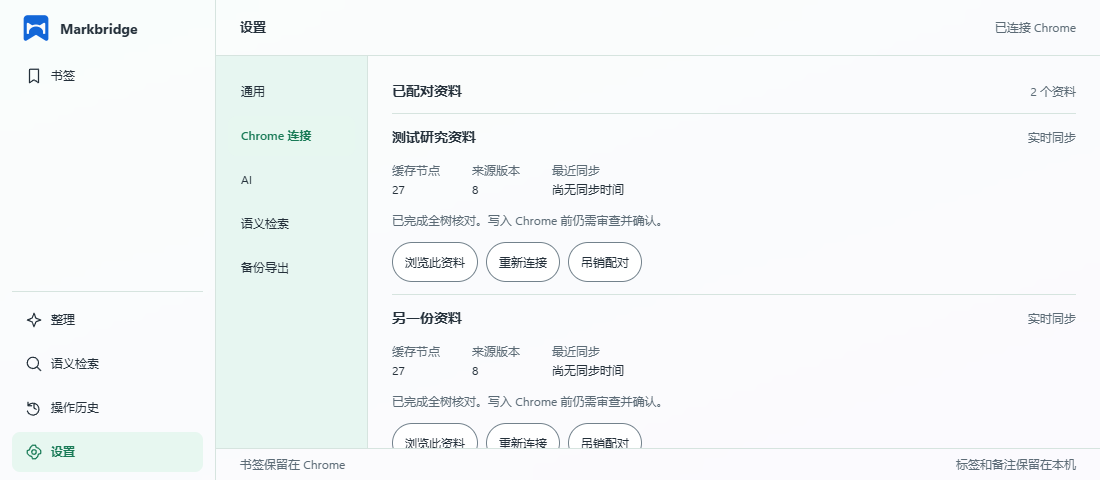 Markbridge
书签
整理
语义检索
操作历史
设置
设置
已连接 Chrome
通用
Chrome 连接
AI
语义检索
备份导出
已配对资料
2 个资料
测试研究资料
实时同步
缓存节点 来源版本 最近同步
27 8 尚无同步时间
已完成全树核对。写入 Chrome 前仍需审查并确认。
浏览此资料 重新连接 吊销配对
另一份资料
实时同步
缓存节点 来源版本 最近同步
27 8 尚无同步时间
已完成全树核对。写入 Chrome 前仍需审查并确认。
浏览此资料 重新连接 吊销配对
书签保留在 Chrome
标签和备注保留在本机